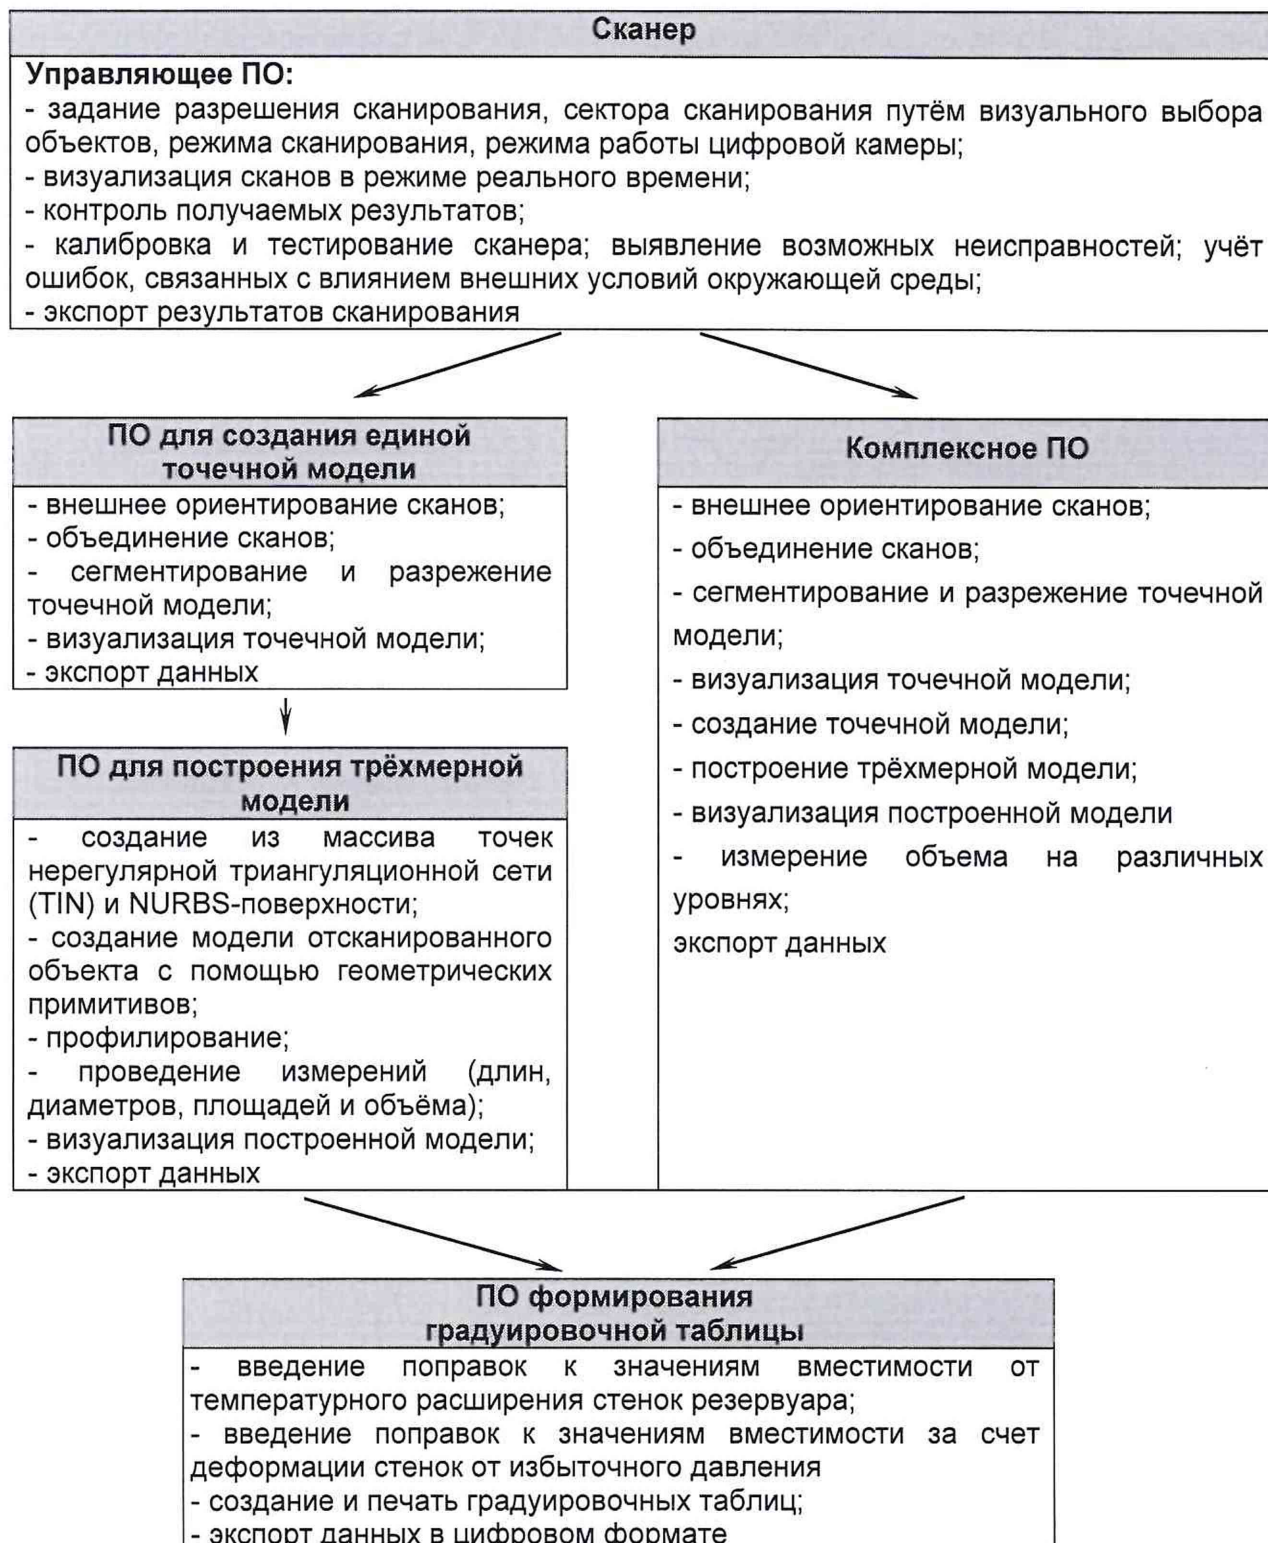 Сканер
Управляющее ПО:
- задание разрешения сканирования, сектора сканирования путём визуального выбора
объектов, режима сканирования, режима работы цифровой камеры;
- визуализация сканов в режиме реального времени;
- контроль получаемых результатов;
- калибровка и тестирование сканера; выявление возможных неисправностей; учёт
ошибок, связанных с влиянием внешних условий окружающей среды;
- экспорт результатов сканирования
ПО для создания единой
точечной модели
- внешнее ориентирование сканов;
- объединение сканов;
- сегментирование и разрежение
точечной модели;
- визуализация точечной модели;
- экспорт данных
ПО для построения трёхмерной
модели
- создание из массива точек
нерегулярной триангуляционной сети
(TIN) и NURBS-поверхности;
- создание модели отсканированного
объекта с помощью геометрических
примитивов;
- профилирование;
- проведение измерений (длин,
диаметров, площадей и объёма);
- визуализация построенной модели;
- экспорт данных
Комплексное ПО
- внешнее ориентирование сканов;
- объединение сканов;
- сегментирование и разрежение точечной
модели;
- визуализация точечной модели;
- создание точечной модели;
- построение трёхмерной модели;
- визуализация построенной модели
- измерение объема на различных
уровнях;
экспорт данных
ПО формирования
градуировочной таблицы
- введение поправок к значениям вместимости от
температурного расширения стенок резервуара;
- введение поправок к значениям вместимости за счет
деформации стенок от избыточного давления
- создание и печать градуировочных таблиц;
- экспорт данных в цифровом формате